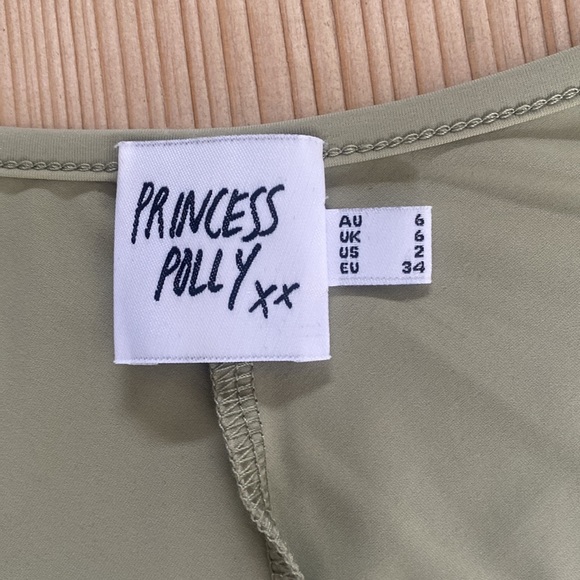 PRINCESS
POLLY xx
AU 6
UK 6
US 2
EU 34